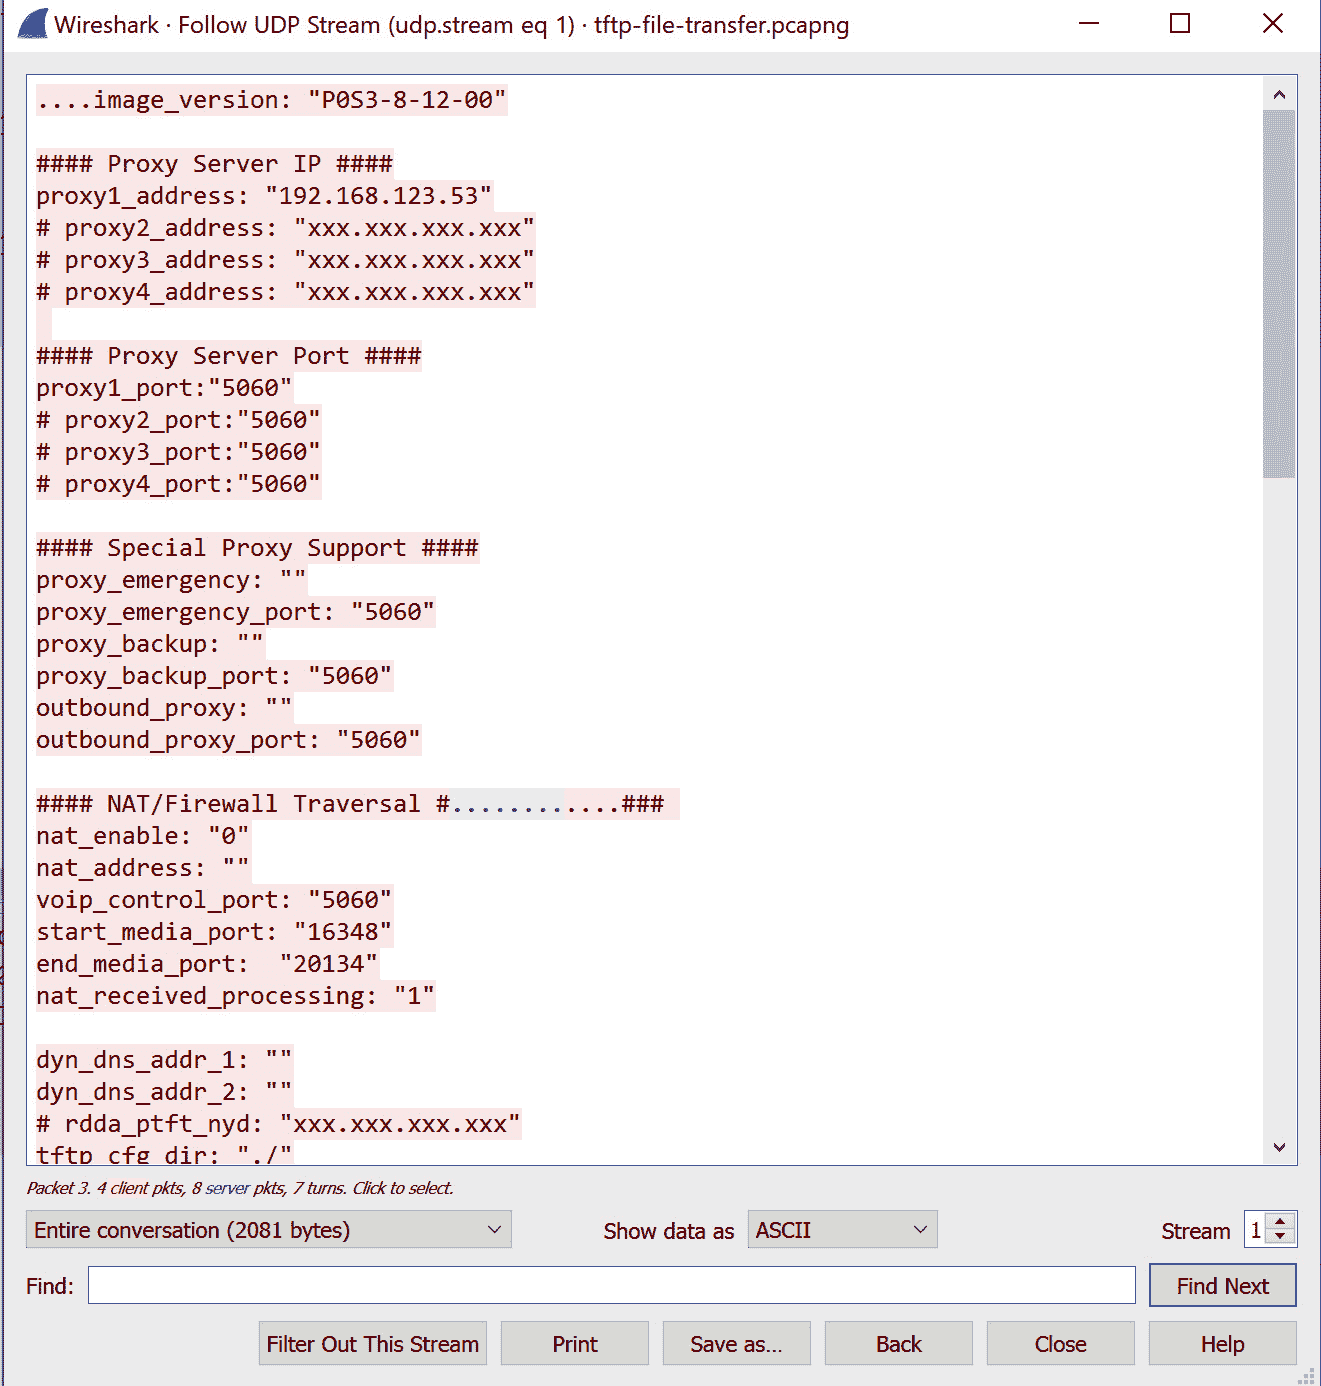 Wireshark · Follow UDP Stream (udp.stream eq 1) · tftp-file-transfer.pcapng
....image_version: "P0S3-8-12-00"
#### Proxy Server IP ####
proxy1_address: "192.168.123.53"
# proxy2_address: "xxx.xxx.xxx.xxx"
# proxy3_address: "xxx.xxx.xxx.xxx"
# proxy4_address: "xxx.xxx.xxx.xxx"
#### Proxy Server Port ####
proxy1_port:"5060"
# proxy2_port:"5060"
# proxy3_port:"5060"
# proxy4_port:"5060"
#### Special Proxy Support ####
proxy_emergency: ""
proxy_emergency_port: "5060"
proxy_backup: ""
proxy_backup_port: "5060"
outbound_proxy: ""
outbound_proxy_port: "5060"
#### NAT/Firewall Traversal #............###
nat_enable: "0"
nat_address: ""
voip_control_port: "5060"
start_media_port: "16348"
end_media_port:  "20134"
nat_received_processing: "1"
dyn_dns_addr_1: ""
dyn_dns_addr_2: ""
# rdda_ptft_nyd: "xxx.xxx.xxx.xxx"
tftp_cfg_dir: "./"
Packet 3. 4 client pkts, 8 server pkts, 7 turns. Click to select.
Entire conversation (2081 bytes) Show data as ASCII Stream 1
Find: Find Next
Filter Out This Stream Print Save as... Back Close Help